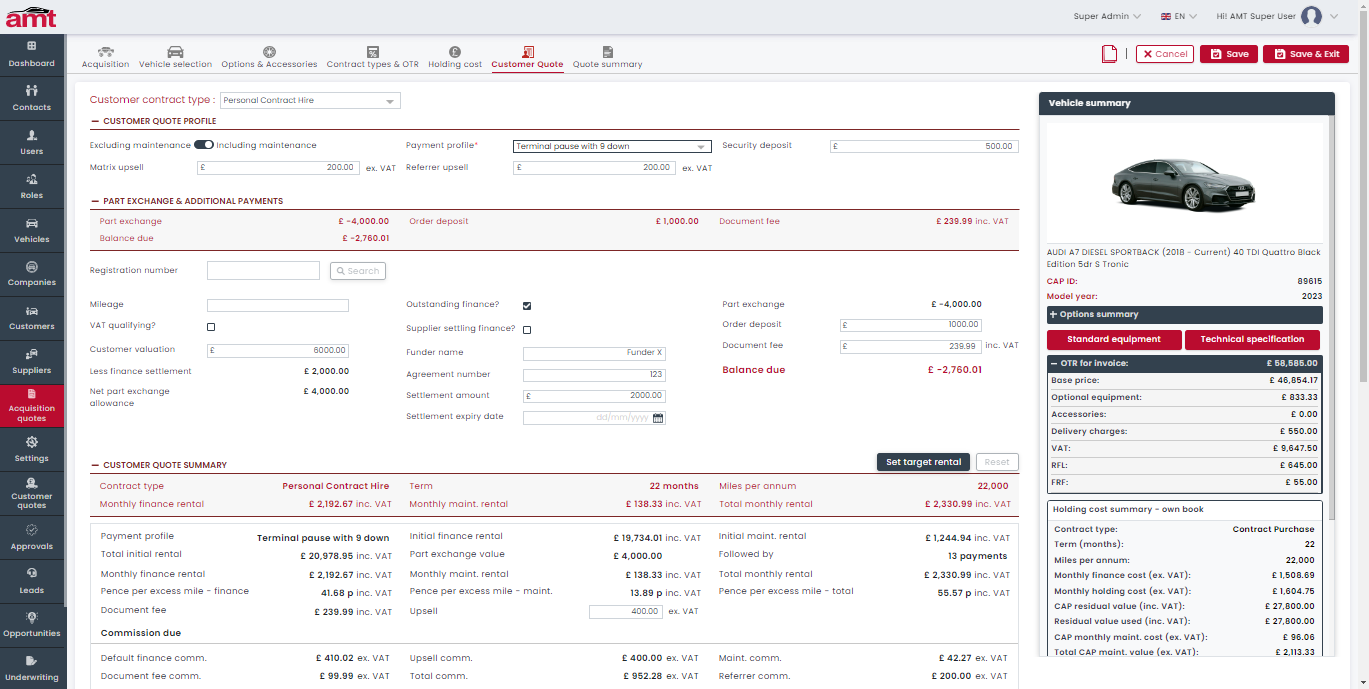 amt
Super Admin
EN
Hi! AMT Super User
Dashboard
Contacts
Users
Roles
Vehicles
Companies
Customers
Suppliers
Acquisition
quotes
Settings
Customer
quotes
Approvals
Leads
Opportunities
Underwriting
Acquisition
Vehicle selection
Options & Accessories
Contract types & OTR
Holding cost
Customer Quote
Quote summary
Cancel
Save
Save & Exit
Customer contract type : Personal Contract Hire
CUSTOMER QUOTE PROFILE
Excluding maintenance Including maintenance Payment profile* Terminal pause with 9 down Security deposit £ 500.00
Matrix upsell £ 200.00 ex. VAT Referrer upsell £ 200.00 ex. VAT
PART EXCHANGE & ADDITIONAL PAYMENTS
Part exchange £ -4,000.00 Order deposit £ 1,000.00 Document fee £ 239.99 inc. VAT
Balance due £ -2,760.01
Registration number Search
Mileage
VAT qualifying?
Customer valuation £ 6000.00
Less finance settlement £ 2,000.00
Net part exchange £ 4,000.00
allowance
Outstanding finance?
Supplier settling finance?
Funder name Funder X
Agreement number 123
Settlement amount £ 2000.00
Settlement expiry date dd/mm/yyyy
Part exchange £ -4,000.00
Order deposit £ 1000.00
Document fee £ 239.99 inc. VAT
Balance due £ -2,760.01
CUSTOMER QUOTE SUMMARY Set target rental Reset
Contract type Personal Contract Hire Term 22 months Miles per annum 22,000
Monthly finance rental £ 2,192.67 inc. VAT Monthly maint. rental £ 138.33 inc. VAT Total monthly rental £ 2,330.99 inc. VAT
Payment profile Terminal pause with 9 down Initial finance rental £ 19,734.01 inc. VAT Initial maint. rental £ 1,244.94 inc. VAT
Total initial rental £ 20,978.95 inc. VAT Part exchange value £ 4,000.00 Followed by 13 payments
Monthly finance rental £ 2,192.67 inc. VAT Monthly maint. rental £ 138.33 inc. VAT Total monthly rental £ 2,330.99 inc. VAT
Pence per excess mile - finance 41.68 p inc. VAT Pence per excess mile - maint. 13.89 p inc. VAT Pence per excess mile - total 55.57 p inc. VAT
Document fee £ 239.99 inc. VAT Upsell 400.00 ex. VAT
Commission due
Default finance comm. £ 410.02 ex. VAT Upsell comm. £ 400.00 ex. VAT Maint. comm. £ 42.27 ex. VAT
Document fee comm. £ 99.99 ex. VAT Total comm. £ 952.28 ex. VAT Referrer comm. £ 200.00 ex. VAT
Vehicle summary
AUDI A7 DIESEL SPORTBACK (2018 - Current) 40 TDI Quattro Black
Edition 5dr S Tronic
CAP ID: 89615
Model year: 2023
Options summary
Standard equipment Technical specification
OTR for invoice: £ 58,585.00
Base price: £ 46,854.17
Optional equipment: £ 833.33
Accessories: £ 0.00
Delivery charges: £ 550.00
VAT: £ 9,647.50
RFL: £ 645.00
FRF: £ 55.00
Holding cost summary - own book
Contract type: Contract Purchase
Term (months): 22
Miles per annum: 22,000
Monthly finance cost (ex. VAT): £ 1,508.69
Monthly holding cost (ex. VAT): £ 1,604.75
CAP residual value (inc. VAT): £ 27,800.00
Residual value used (inc. VAT): £ 27,800.00
CAP monthly maint. cost (ex. VAT): £ 96.06
Total CAP maint. value (ex. VAT): £ 2,113.33